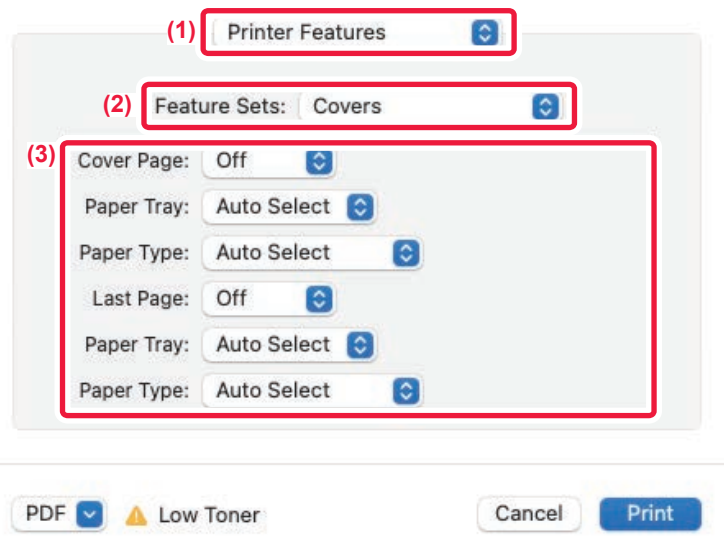 (1) Printer Features
(2) Feature Sets: Covers
(3) Cover Page: Off
Paper Tray: Auto Select
Paper Type: Auto Select
Last Page: Off
Paper Tray: Auto Select
Paper Type: Auto Select
PDF Low Toner Cancel Print